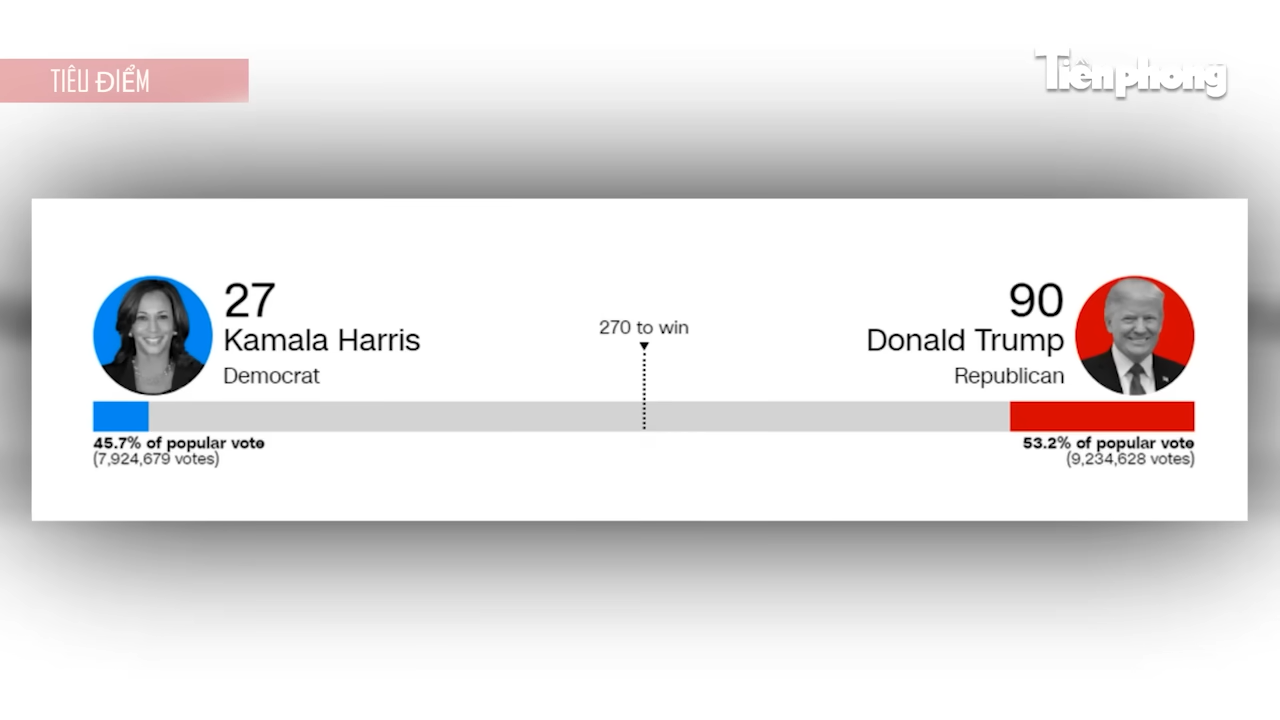 TIÊU ĐIỂM
Tiền phong
27
Kamala Harris
Democrat
270 to win
90
Donald Trump
Republican
45.7% of popular vote
(7,924,679 votes)
53.2% of popular vote
(9,234,628 votes)